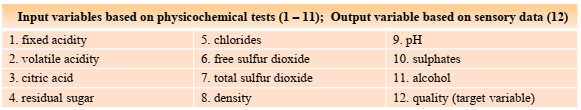 Input variables based on physicochemical tests (1 – 11); Output variable based on sensory data (12)
1. fixed acidity 5. chlorides 9. pH
2. volatile acidity 6. free sulfur dioxide 10. sulphates
3. citric acid 7. total sulfur dioxide 11. alcohol
4. residual sugar 8. density 12. quality (target variable)